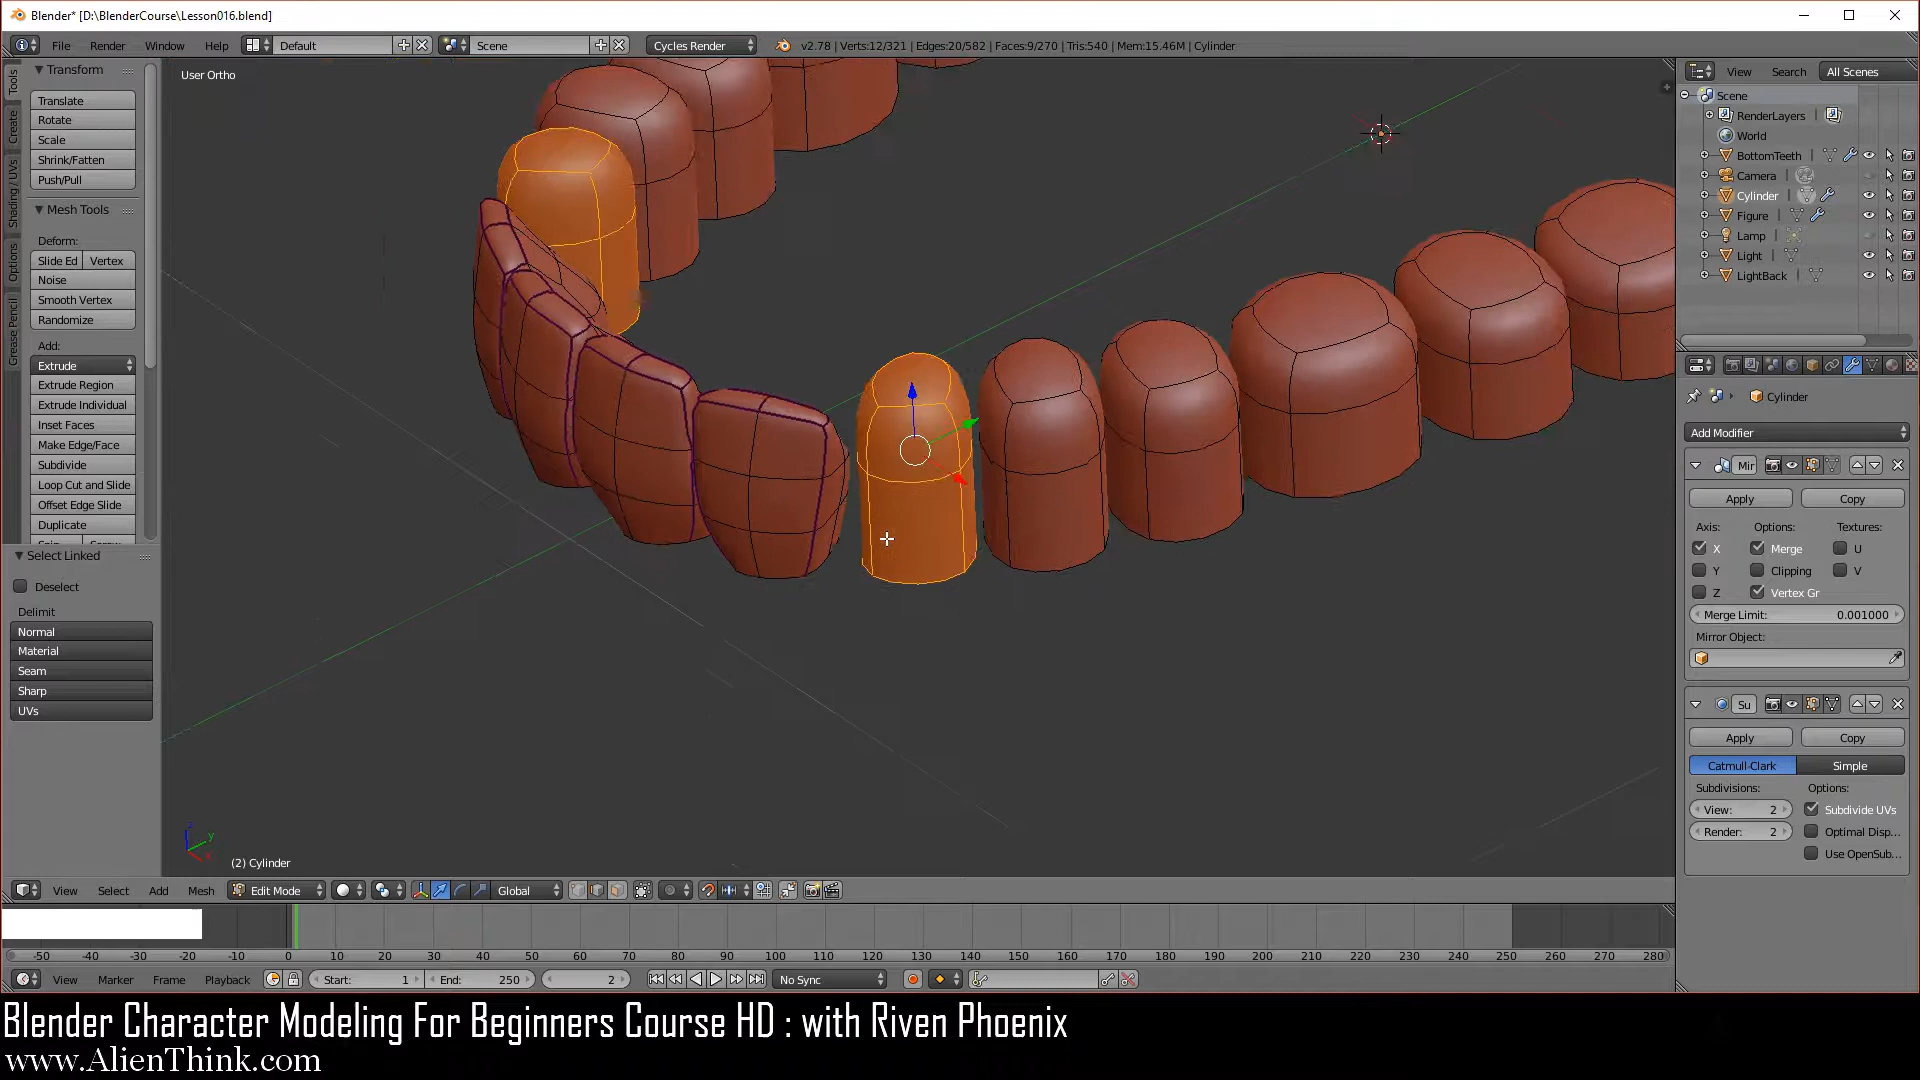 Blender* [D:\BlenderCourse\Lesson016.blend]
File Render Window Help Default Scene Cycles Render v2.78 | Verts:12/321 | Edges:20/582 | Faces:9/270 | Tris:540 | Mem:15.46M | Cylinder
Transform
Translate
Rotate
Scale
Shrink/Fatten
Push/Pull
Mesh Tools
Deform:
Slide Ed Vertex
Noise
Smooth Vertex
Randomize
Add:
Extrude
Extrude Region
Extrude Individual
Inset Faces
Make Edge/Face
Subdivide
Loop Cut and Slide
Offset Edge Slide
Duplicate
Tools
Create
Shading / UVs
Options
Grease Pencil
Select Linked
Deselect
Delimit
Normal
Material
Seam
Sharp
UVs
User Ortho
(2) Cylinder
View Search All Scenes
Scene
RenderLayers
World
BottomTeeth
Camera
Cylinder
Figure
Lamp
Light
LightBack
Cylinder
Add Modifier
Mir
Apply Copy
Axis: Options: Textures:
X Merge U
Y Clipping V
Z Vertex Gr
Merge Limit: 0.001000
Mirror Object:
Su
Apply Copy
Catmull-Clark Simple
Subdivisions: Options:
View: 2 Subdivide UVs
Render: 2 Optimal Disp...
Use OpenSub...
View Select Add Mesh Edit Mode Global
-50 -40 -30 -20 -10 0 10 20 30 40 50 60 70 80 90 100 110 120 130 140 150 160 170 180 190 200 210 220 230 240 250 260 270 280
View Marker Frame Playback Start: 1 End: 250 2 No Sync
Blender Character Modeling For Beginners Course HD : with Riven Phoenix
www.AlienThink.com